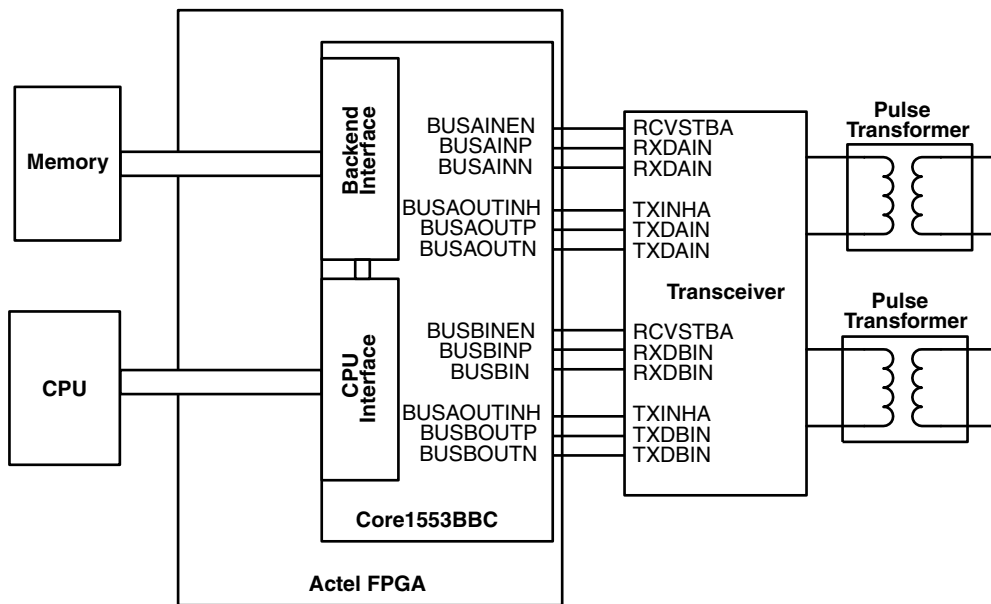 Memory
CPU
Backend
Interface
CPU
Interface
BUSAINEN
BUSAINP
BUSAINN
BUSAOUTINH
BUSAOUTP
BUSAOUTN
BUSBINEN
BUSBINP
BUSBIN
BUSAOUTINH
BUSBOUTP
BUSBOUTN
Core1553BBC
Actel FPGA
RCVSTBA
RXDAIN
RXDAIN
TXINHA
TXDAIN
TXDAIN
Transceiver
RCVSTBA
RXDBIN
RXDBIN
TXINHA
TXDBIN
TXDBIN
Pulse
Transformer
Pulse
Transformer